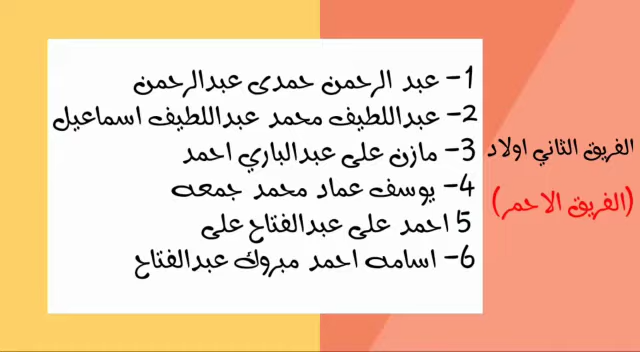 1- عبد الرحمن حمدى عبدالرحمن
2- عبداللطيف محمد عبداللطيف اسماعيل
3- مازن على عبدالباري احمد
4- يوسف عماد محمد جمعه
5 احمد على عبدالفتاح على
6- اسامه احمد مبروك عبدالفتاح
الفريق الثاني اولاد
(الفريق الاحمر)